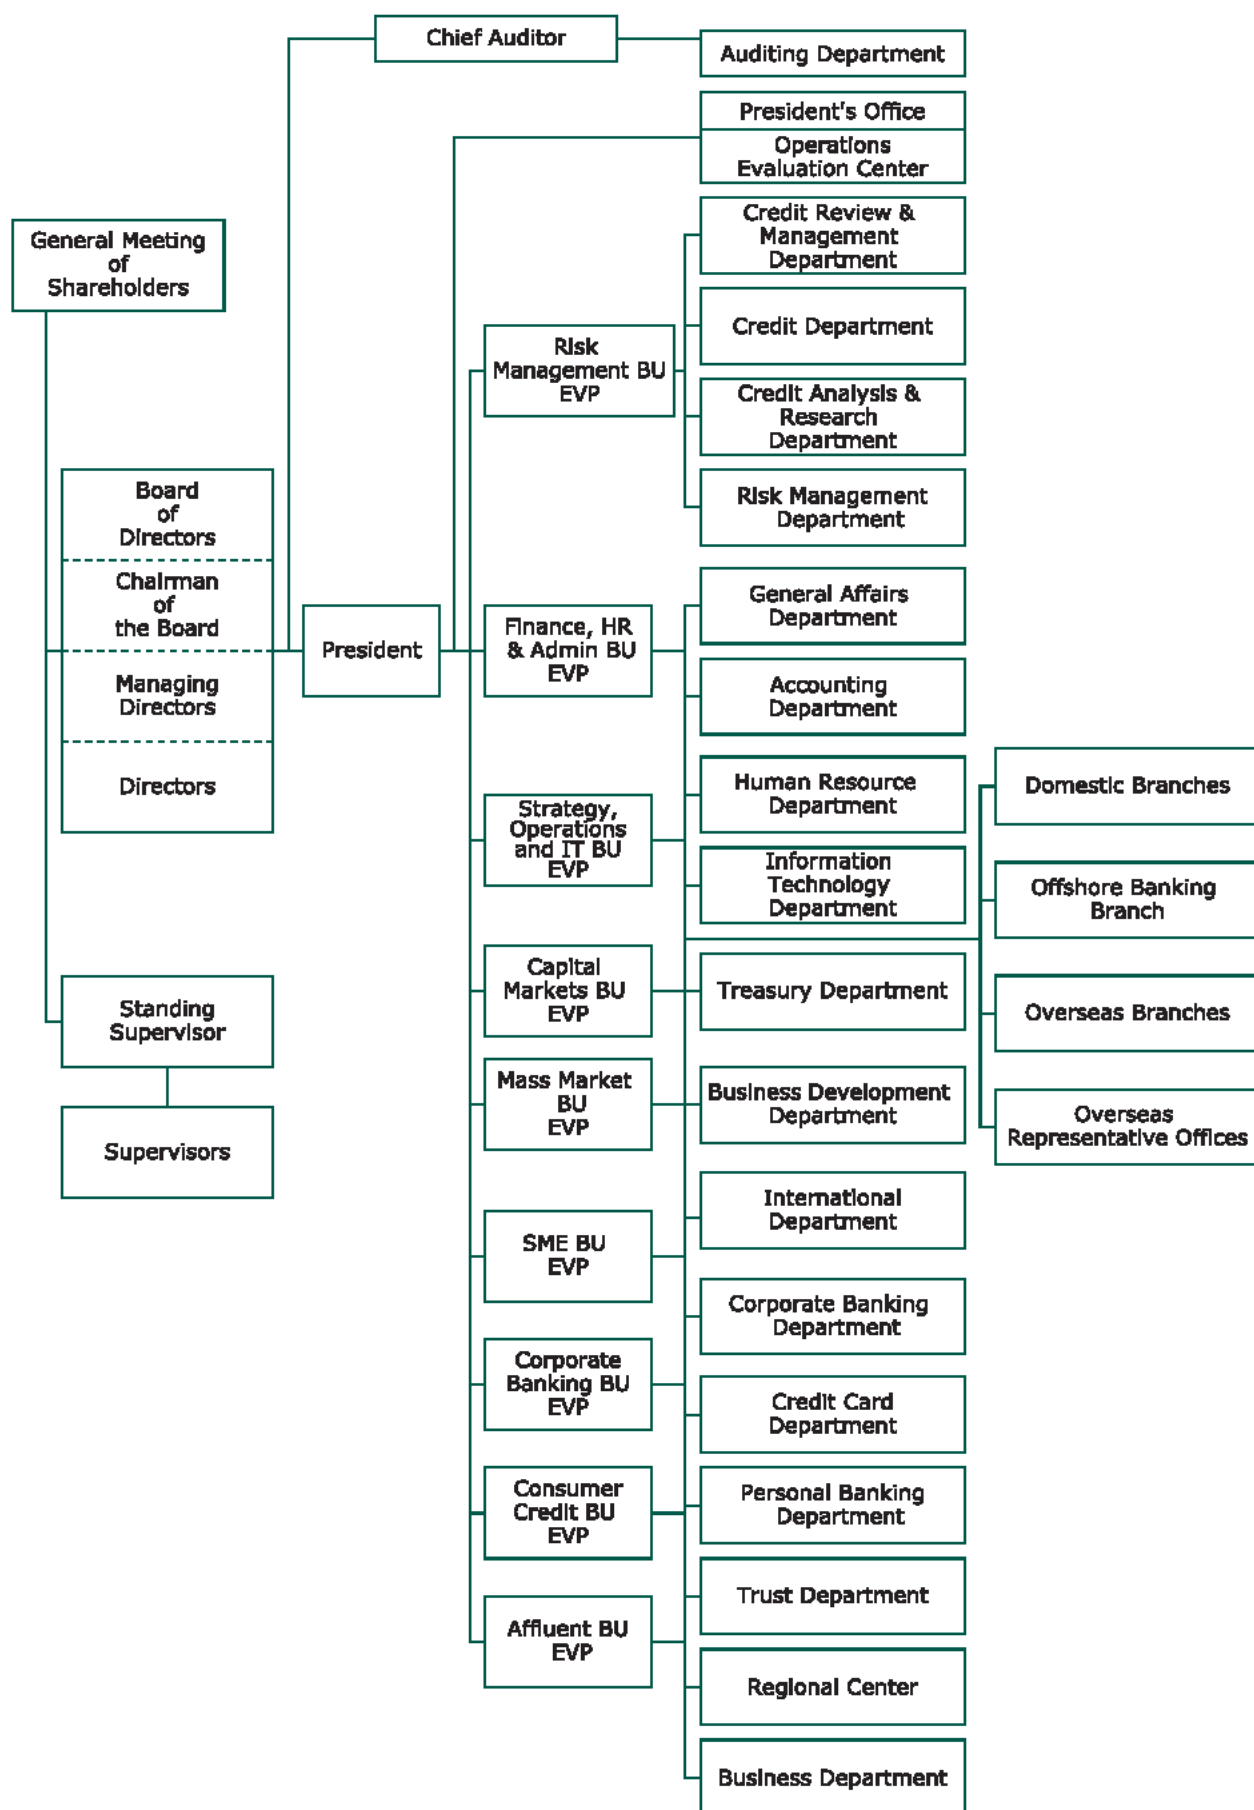 Chief Auditor
Auditing Department
President's Office
Operations
Evaluation Center
General Meeting
of
Shareholders
Credit Review &
Management
Department
Credit Department
Risk
Management BU
EVP
Credit Analysis &
Research
Department
Risk Management
Department
Board
of
Directors
Chairman
of
the Board
Managing
Directors
Directors
President
Finance, HR
& Admin BU
EVP
General Affairs
Department
Accounting
Department
Human Resource
Department
Strategy,
Operations
and IT BU
EVP
Information
Technology
Department
Domestic Branches
Offshore Banking
Branch
Overseas Branches
Overseas
Representative Offices
Standing
Supervisor
Supervisors
Capital
Markets BU
EVP
Treasury Department
Mass Market
BU
EVP
Business Development
Department
International
Department
SME BU
EVP
Corporate Banking
Department
Corporate
Banking BU
EVP
Credit Card
Department
Consumer
Credit BU
EVP
Personal Banking
Department
Trust Department
Affluent BU
EVP
Regional Center
Business Department